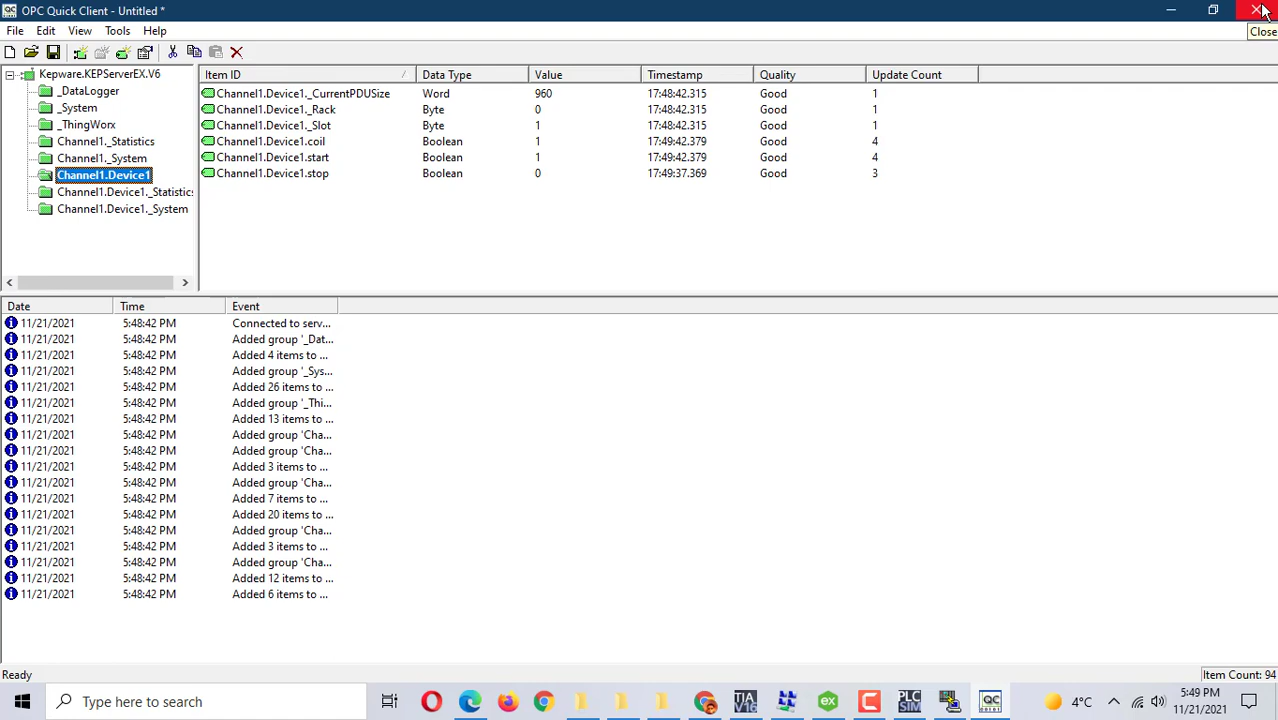 OPC Quick Client - Untitled *
Close
File Edit View Tools Help
Kepware.KEPServerEX.V6
_DataLogger
_System
_ThingWorx
Channel1._Statistics
Channel1._System
Channel1.Device1
Channel1.Device1._Statistics
Channel1.Device1._System
Item ID Data Type Value Timestamp Quality Update Count
Channel1.Device1._CurrentPDUSize Word 960 17:48:42.315 Good 1
Channel1.Device1._Rack Byte 0 17:48:42.315 Good 1
Channel1.Device1._Slot Byte 1 17:48:42.315 Good 1
Channel1.Device1.coil Boolean 1 17:49:42.379 Good 4
Channel1.Device1.start Boolean 1 17:49:42.379 Good 4
Channel1.Device1.stop Boolean 0 17:49:37.369 Good 3
Date Time Event
11/21/2021 5:48:42 PM Connected to serv...
11/21/2021 5:48:42 PM Added group '_Dat...
11/21/2021 5:48:42 PM Added 4 items to ...
11/21/2021 5:48:42 PM Added group '_Sys...
11/21/2021 5:48:42 PM Added 26 items to ...
11/21/2021 5:48:42 PM Added group '_Thi...
11/21/2021 5:48:42 PM Added 13 items to ...
11/21/2021 5:48:42 PM Added group 'Cha...
11/21/2021 5:48:42 PM Added group 'Cha...
11/21/2021 5:48:42 PM Added 3 items to ...
11/21/2021 5:48:42 PM Added group 'Cha...
11/21/2021 5:48:42 PM Added 7 items to ...
11/21/2021 5:48:42 PM Added 20 items to ...
11/21/2021 5:48:42 PM Added group 'Cha...
11/21/2021 5:48:42 PM Added 3 items to ...
11/21/2021 5:48:42 PM Added group 'Cha...
11/21/2021 5:48:42 PM Added 12 items to ...
11/21/2021 5:48:42 PM Added 6 items to ...
Ready Item Count: 94
Type here to search
TIA V16
ex
PLC SIM
QC
4°C
5:49 PM
11/21/2021